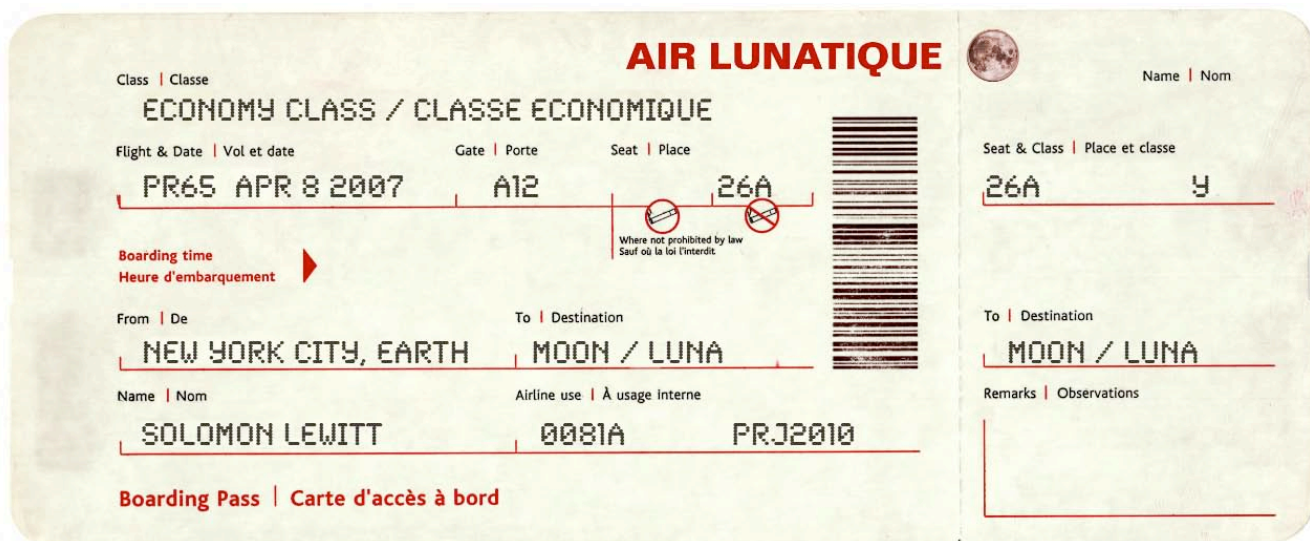 AIR LUNATIQUE
Class | Classe
ECONOMY CLASS / CLASSE ECONOMIQUE
Flight & Date | Vol et date Gate | Porte Seat | Place
PR65 APR 8 2007 A12 26A
Where not prohibited by law
Sauf où la loi l'interdit
Boarding time
Heure d'embarquement
From | De To | Destination
NEW YORK CITY, EARTH MOON / LUNA
Name | Nom Airline use | À usage interne
SOLOMON LEWITT 0081A PRJ2010
Boarding Pass | Carte d'accès à bord
Name | Nom
Seat & Class | Place et classe
26A Y
To | Destination
MOON / LUNA
Remarks | Observations